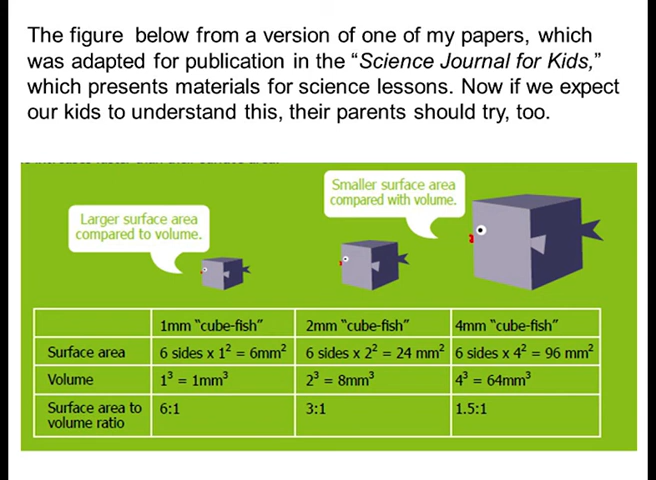 The figure below from a version of one of my papers, which
was adapted for publication in the “Science Journal for Kids,”
which presents materials for science lessons. Now if we expect
our kids to understand this, their parents should try, too.
Smaller surface area
compared with volume.
Larger surface area
compared to volume.
1mm “cube-fish” 2mm “cube-fish” 4mm “cube-fish”
Surface area 6 sides x 1² = 6mm² 6 sides x 2² = 24 mm² 6 sides x 4² = 96 mm²
Volume 1³ = 1mm³ 2³ = 8mm³ 4³ = 64mm³
Surface area to 6:1 3:1 1.5:1
volume ratio